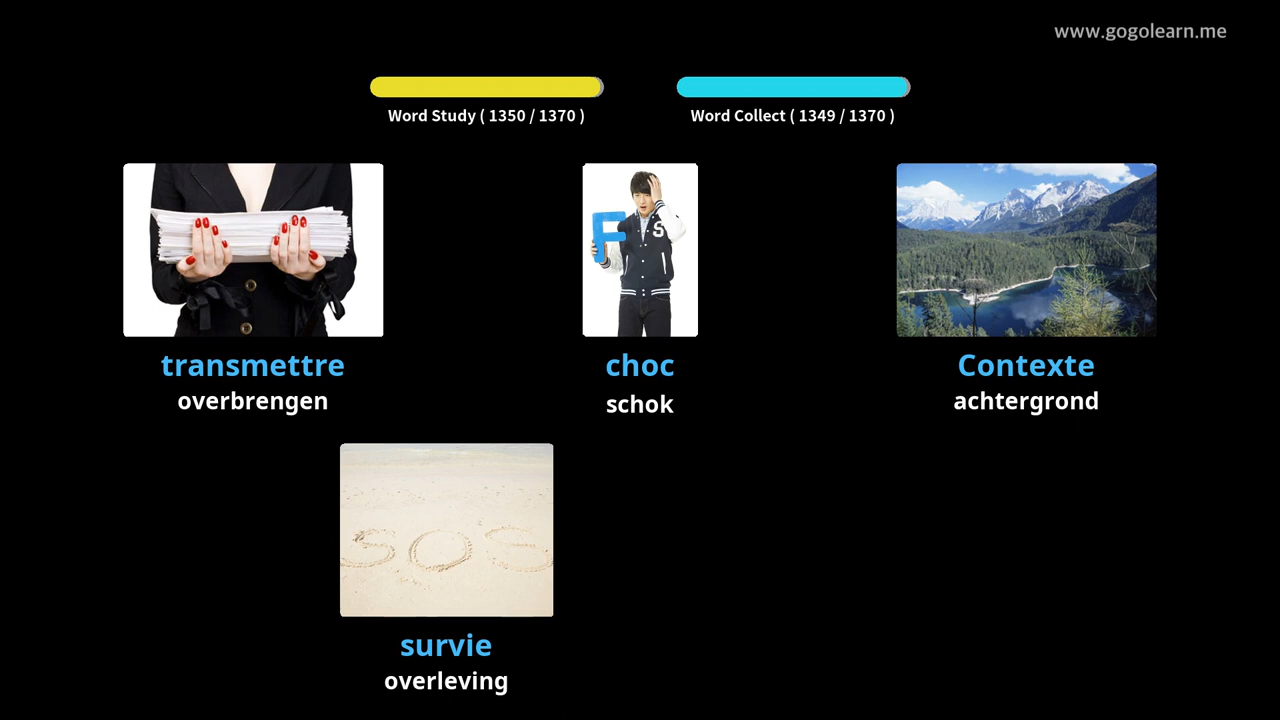 www.gogolearn.me
Word Study ( 1350 / 1370 )
Word Collect ( 1349 / 1370 )
F
S
transmettre
overbrengen
choc
schok
Contexte
achtergrond
SOS
survie
overleving